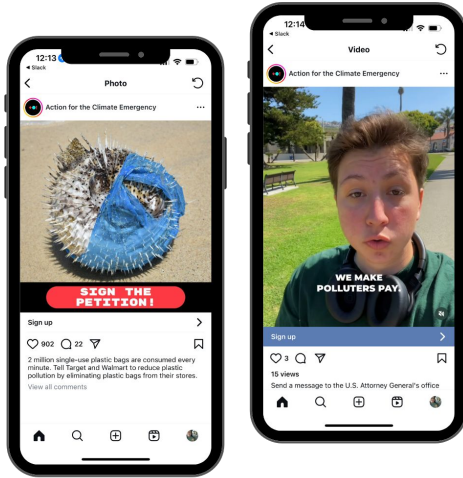 12:13
Slack
Photo
Action for the Climate Emergency
SIGN THE
PETITION!
Sign up
902 22
2 million single-use plastic bags are consumed every
minute. Tell Target and Walmart to reduce plastic
pollution by eliminating plastic bags from their stores.
View all comments
12:14
Slack
Video
Action for the Climate Emergency
WE MAKE
POLLUTERS PAY.
Sign up
3
15 views
Send a message to the U.S. Attorney General's office